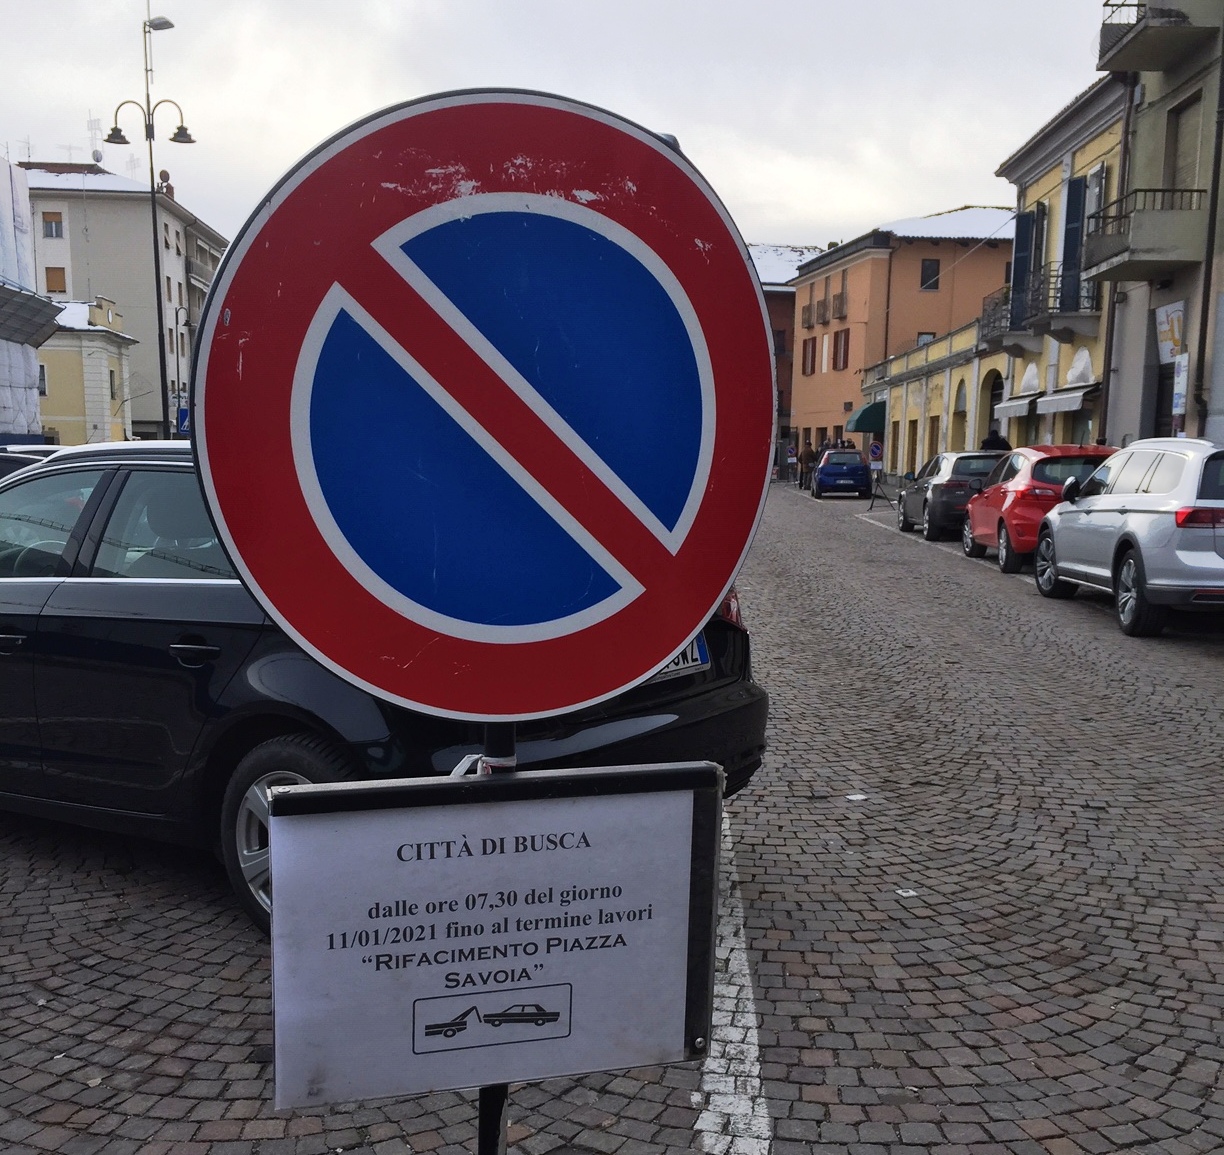 CITTÀ DI BUSCA
dalle ore 07,30 del giorno
11/01/2021 fino al termine lavori
“RIFACIMENTO PIAZZA
SAVOIA”